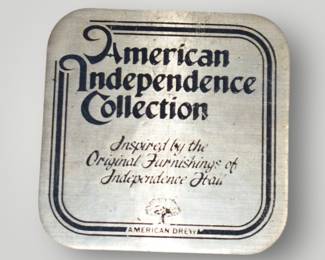 American
Independence
Collection
Inspired by the
Original Furnishings of
Independence Hall
AMERICAN DREW